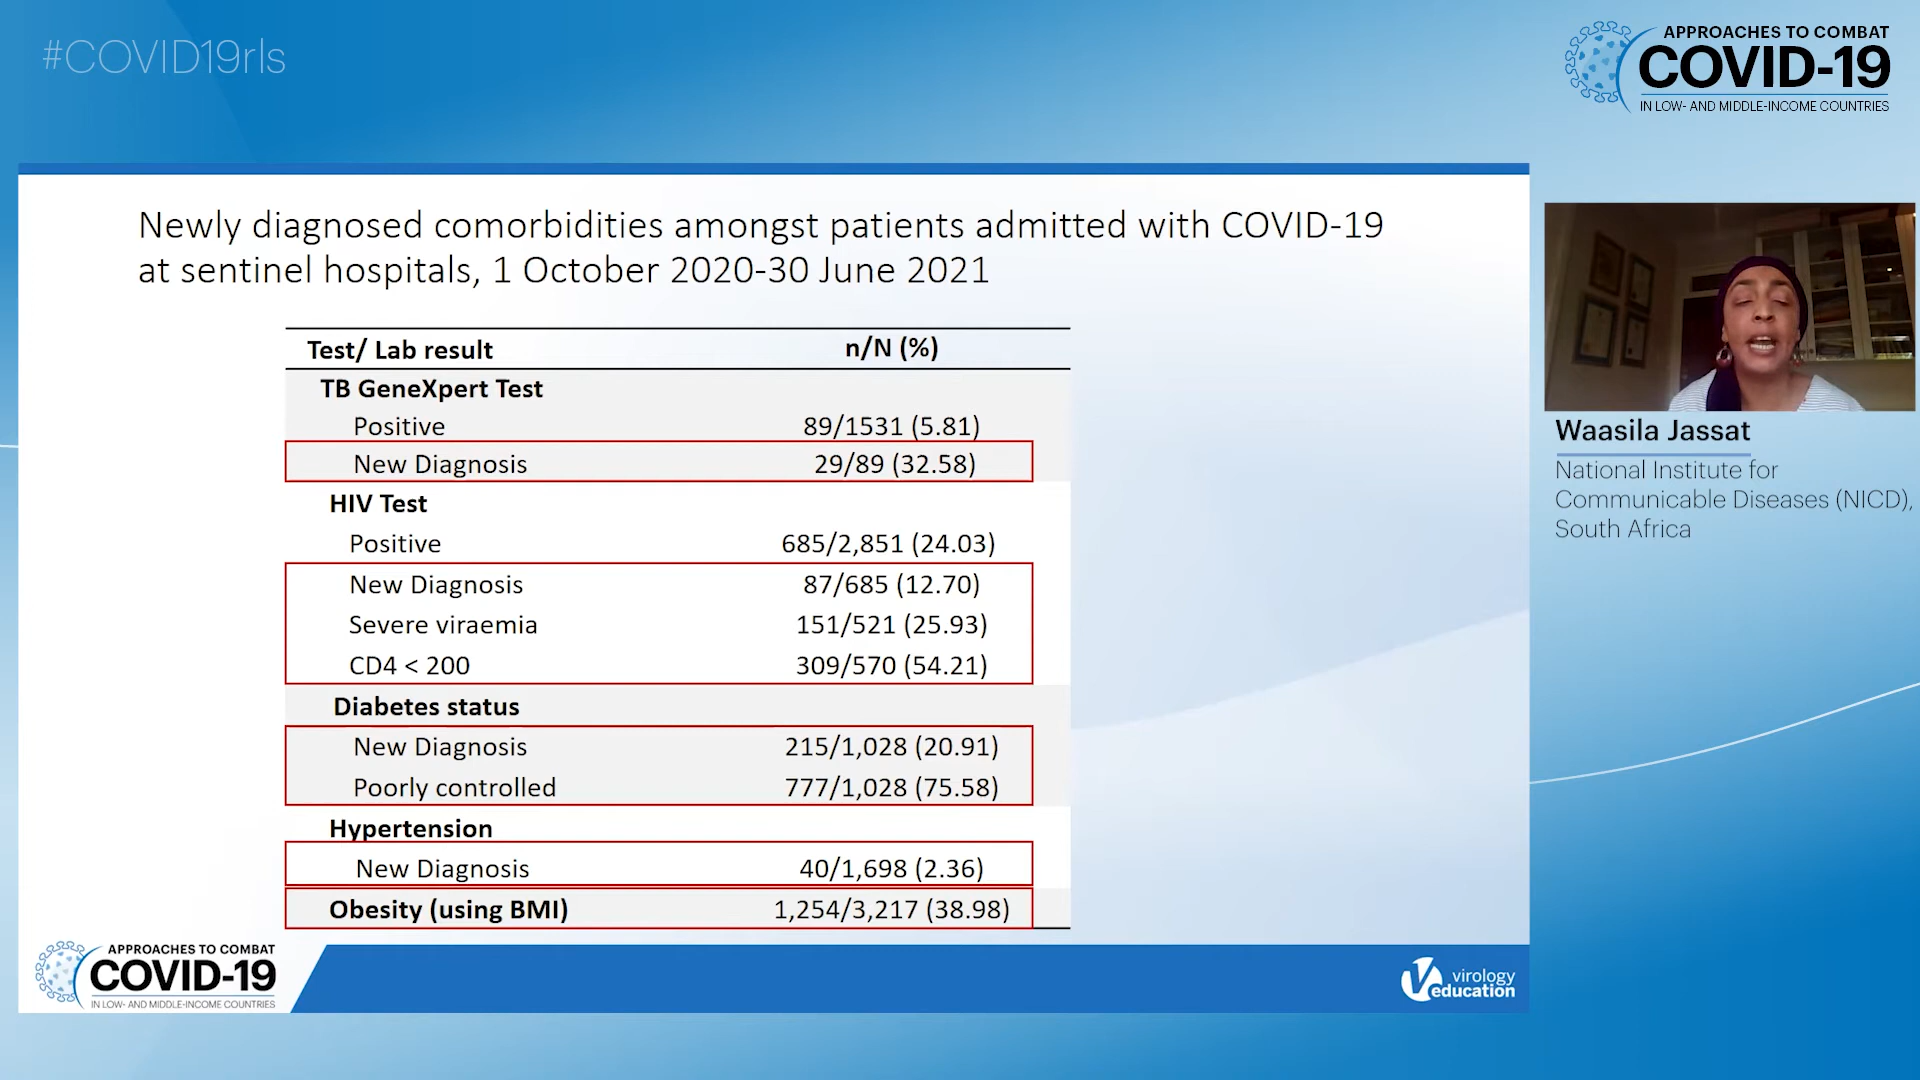 #COVID19rls
APPROACHES TO COMBAT
COVID-19
IN LOW- AND MIDDLE-INCOME COUNTRIES
Newly diagnosed comorbidities amongst patients admitted with COVID-19
at sentinel hospitals, 1 October 2020-30 June 2021
Test/ Lab result n/N (%)
TB GeneXpert Test
Positive 89/1531 (5.81)
New Diagnosis 29/89 (32.58)
HIV Test
Positive 685/2,851 (24.03)
New Diagnosis 87/685 (12.70)
Severe viraemia 151/521 (25.93)
CD4 < 200 309/570 (54.21)
Diabetes status
New Diagnosis 215/1,028 (20.91)
Poorly controlled 777/1,028 (75.58)
Hypertension
New Diagnosis 40/1,698 (2.36)
Obesity (using BMI) 1,254/3,217 (38.98)
Waasila Jassat
National Institute for
Communicable Diseases (NICD),
South Africa
APPROACHES TO COMBAT
COVID-19
IN LOW- AND MIDDLE-INCOME COUNTRIES
virology
education